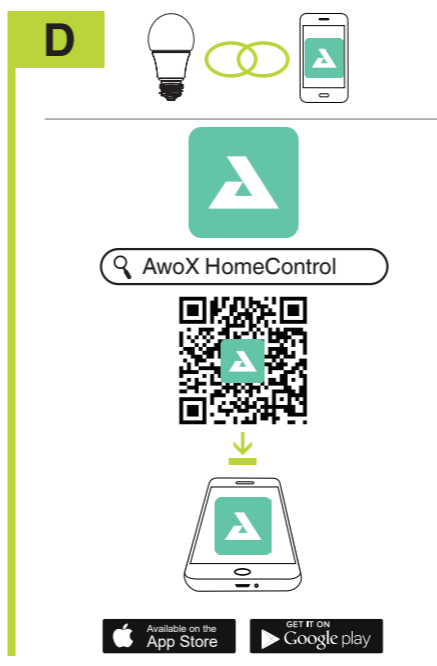 D
AwoX HomeControl
Available on the
App Store
GET IT ON
Google play